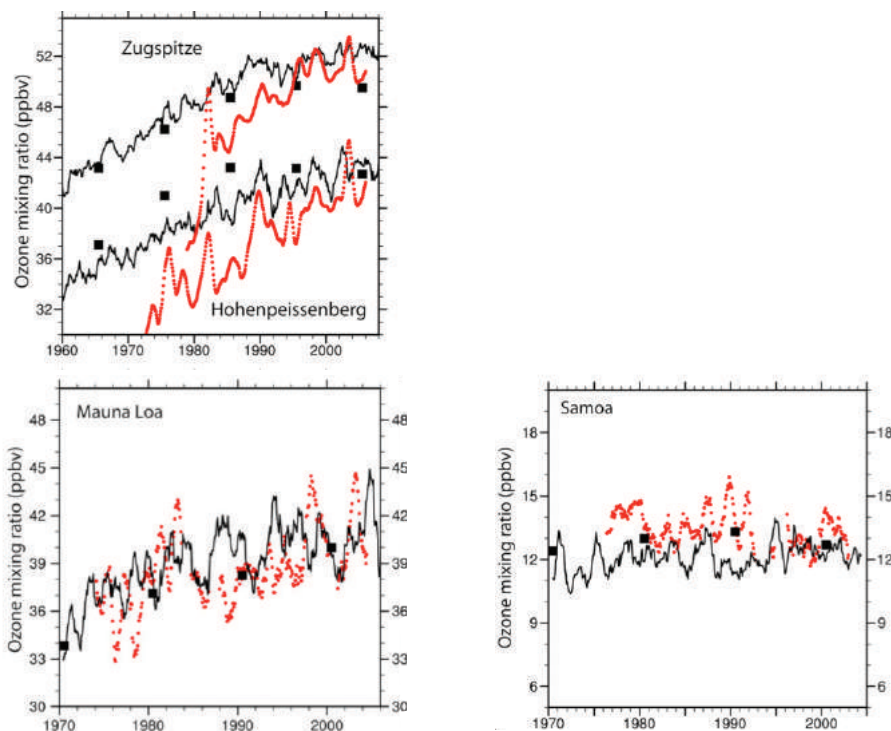 Zugspitze
Hohenpeissenberg
Ozone mixing ratio (ppbv)
52
48
44
40
36
32
1960 1970 1980 1990 2000
Mauna Loa
Ozone mixing ratio (ppbv)
48 48
45 45
42 42
39 39
36 36
33 33
30 30
1970 1980 1990 2000
Samoa
Ozone mixing ratio (ppbv)
18 18
15 15
12 12
9 9
6 6
1970 1980 1990 2000